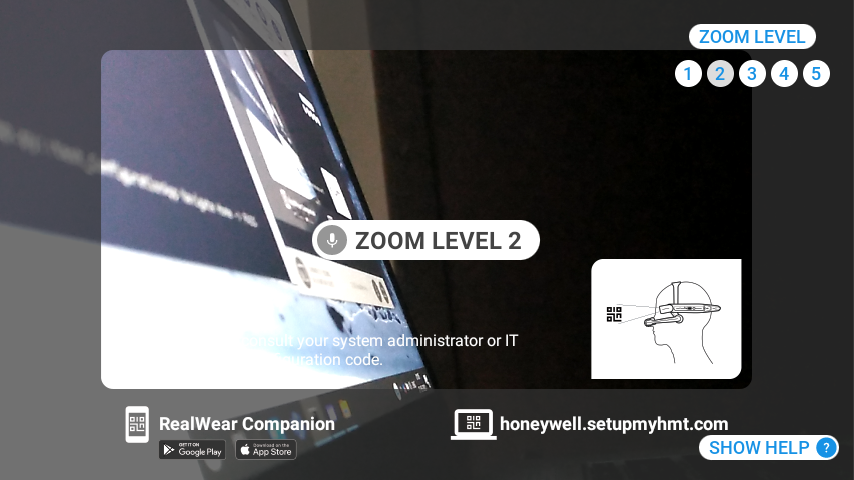 ZOOM LEVEL
1 2 3 4 5
ZOOM LEVEL 2
your system administrator or IT
code.
RealWear Companion
GET IT ON
Google Play
Download on the
App Store
honeywell.setupmyhmt.com
SHOW HELP ?